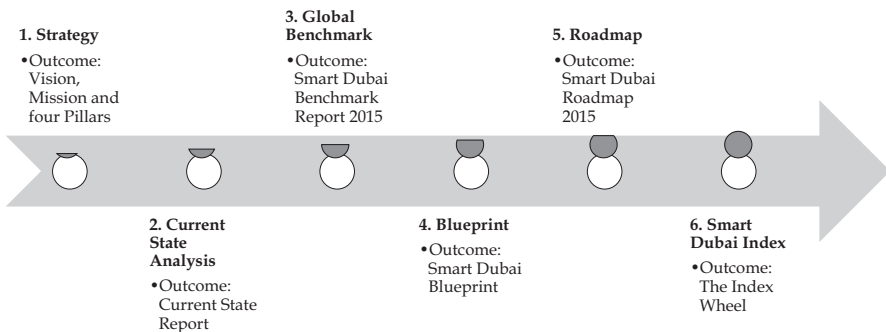 1. Strategy
•Outcome:
Vision,
Mission and
four Pillars
2. Current
State
Analysis
•Outcome:
Current State
Report
3. Global
Benchmark
•Outcome:
Smart Dubai
Benchmark
Report 2015
4. Blueprint
•Outcome:
Smart Dubai
Blueprint
5. Roadmap
•Outcome:
Smart Dubai
Roadmap
2015
6. Smart
Dubai Index
•Outcome:
The Index
Wheel